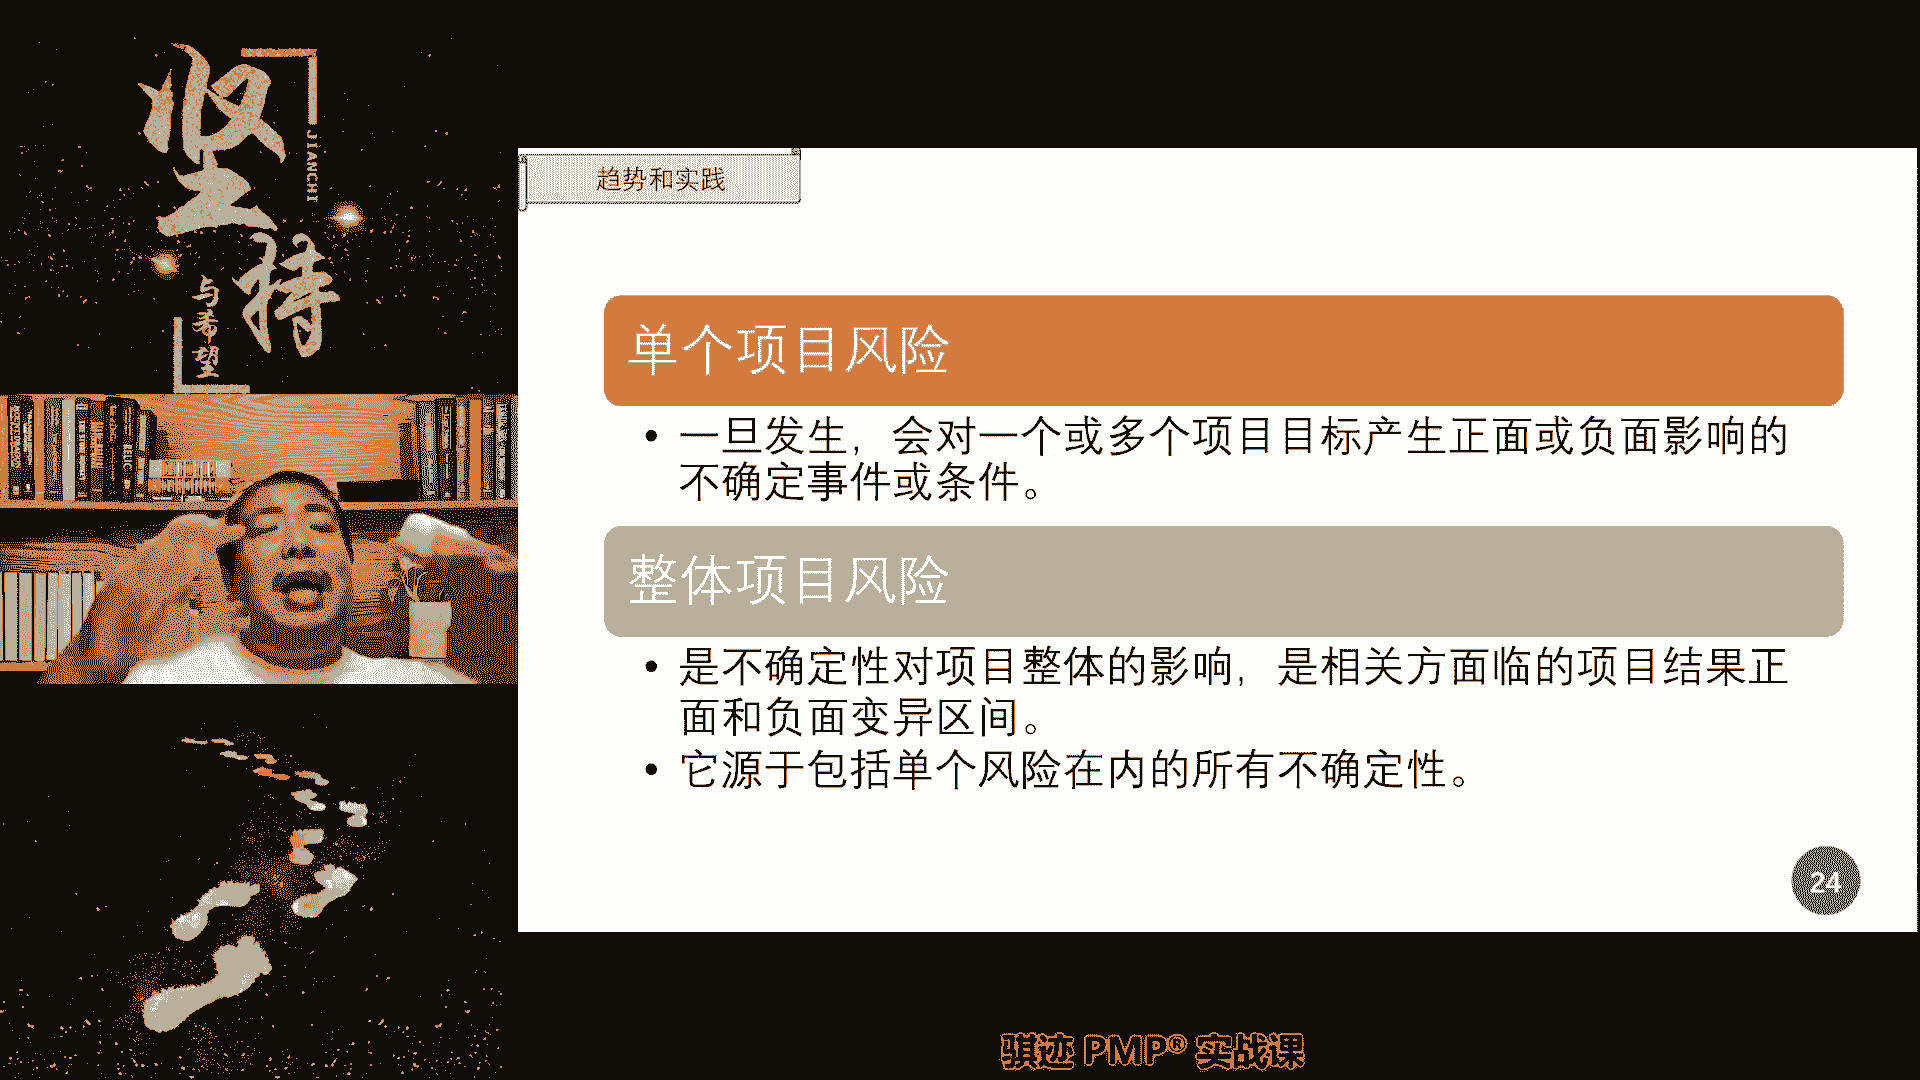 坚持
JIANCHI
与希望
趋势和实践
单个项目风险
• 一旦发生，会对一个或多个项目目标产生正面或负面影响的
不确定事件或条件。
整体项目风险
• 是不确定性对项目整体的影响，是相关方面临的项目结果正
面和负面变异区间。
• 它源于包括单个风险在内的所有不确定性。
24
骐迹 PMP® 实战课